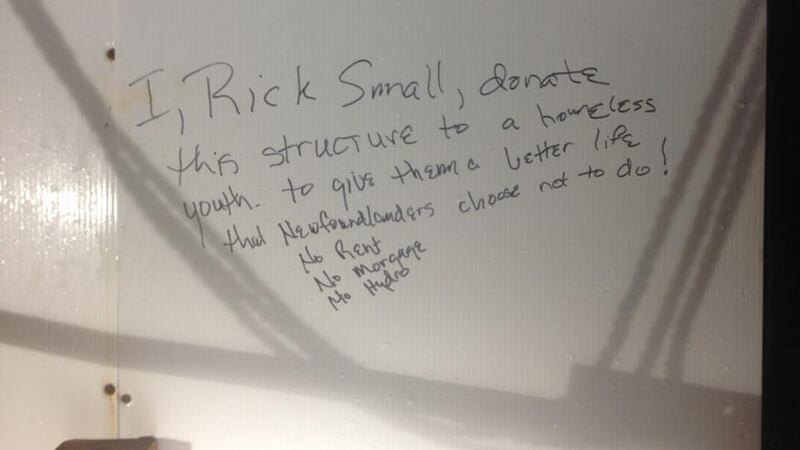 I, Rick Small, donate
this structure to a homeless
youth. to give them a better life
that Newfoundlanders choose not to do!
No Rent
No Morgage
No Hydro